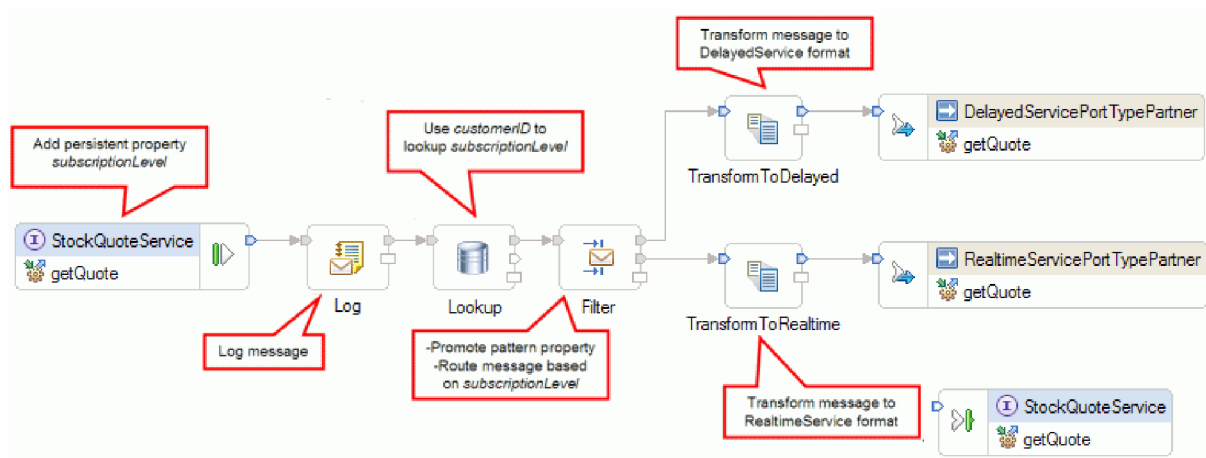 Transform message to
DelayedService format
Add persistent property
subscriptionLevel
Use customerID to
lookup subscriptionLevel
DelayedServicePortTypePartner
getQuote
TransformToDelayed
I StockQuoteService
getQuote
Log
Lookup
Filter
RealtimeServicePortTypePartner
getQuote
TransformToRealtime
Log message
-Promote pattern property
-Route message based
on subscriptionLevel
Transform message to
RealtimeService format
I StockQuoteService
getQuote